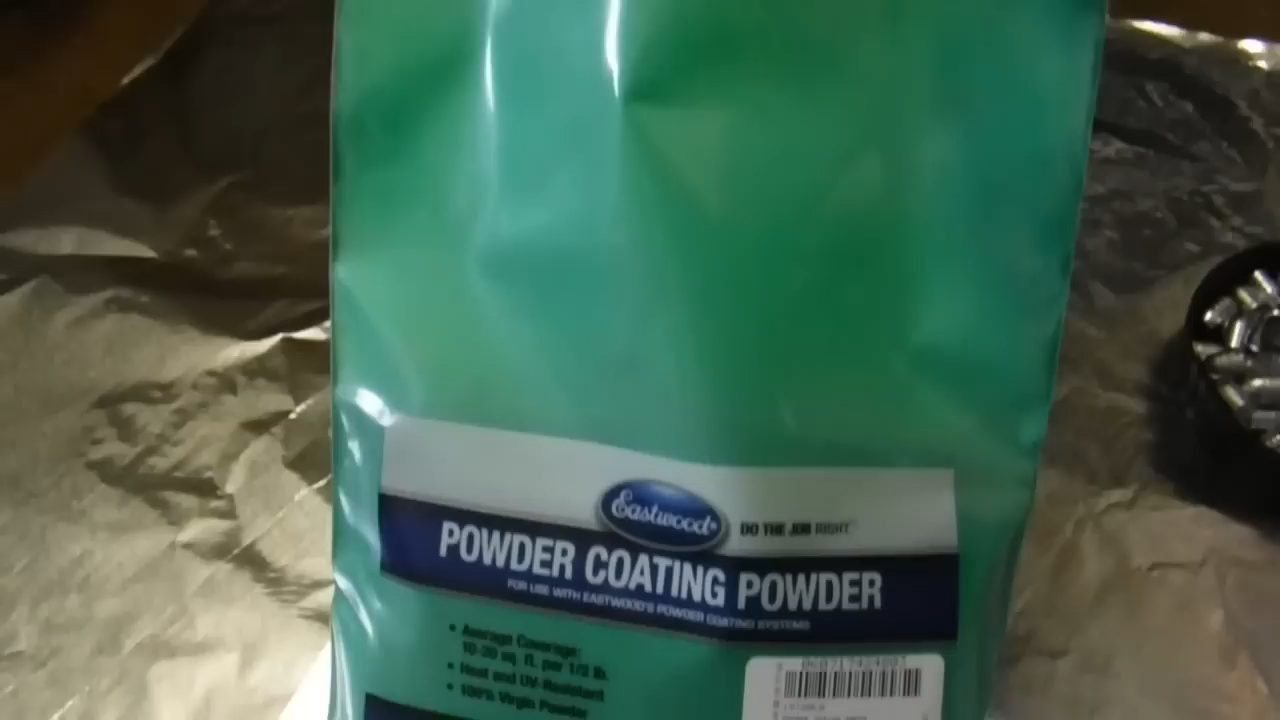 Eastwood®
DO THE JOB RIGHT™
POWDER COATING POWDER
FOR USE WITH EASTWOOD'S POWDER COATING SYSTEMS
• Average Coverage:
10-20 sq. ft. per 1/2 lb.
• Heat and UV-Resistant
• 100% Virgin Powder